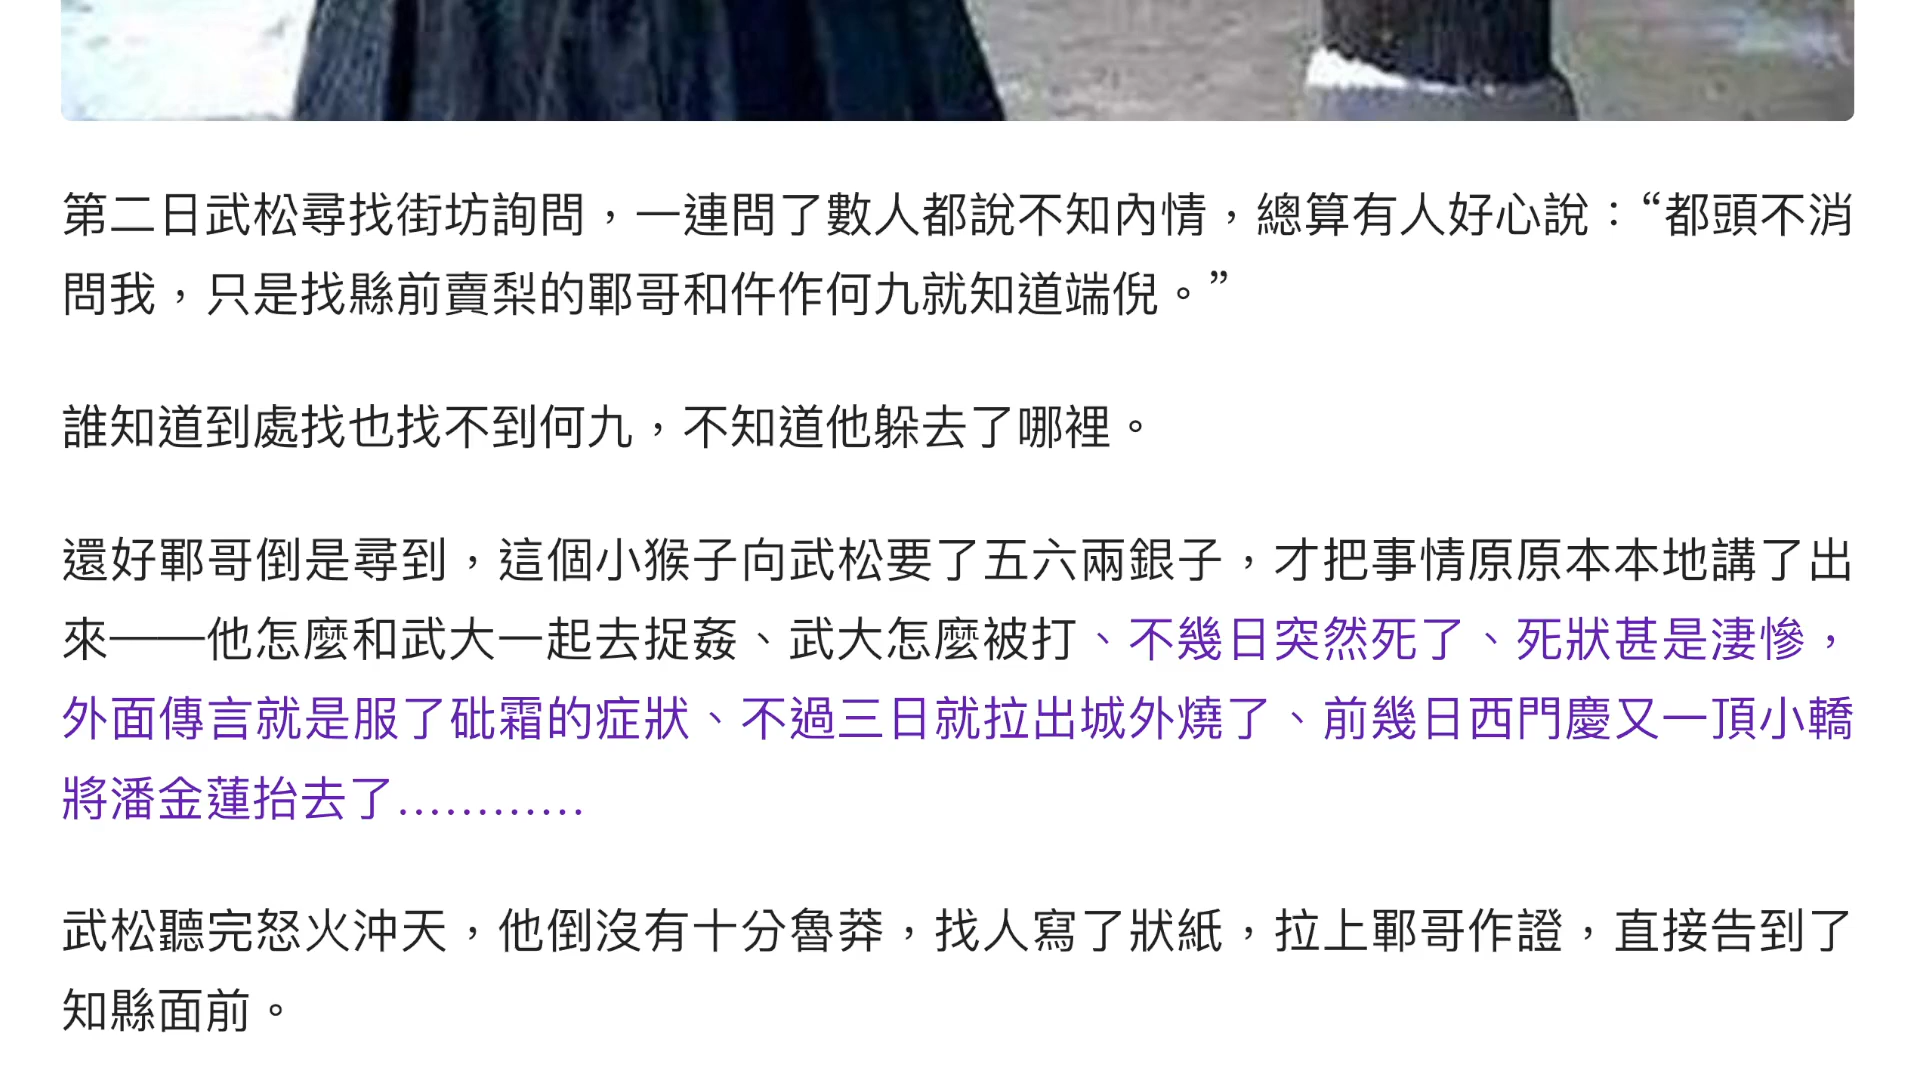 第二日武松尋找街坊詢問，一連問了數人都說不知內情，總算有人好心說：“都頭不消
問我，只是找縣前賣梨的鄆哥和仵作何九就知道端倪。”
誰知道到處找也找不到何九，不知道他躲去了哪裡。
還好鄆哥倒是尋到，這個小猴子向武松要了五六兩銀子，才把事情原原本本地講了出
來——他怎麼和武大一起去捉姦、武大怎麼被打、不幾日突然死了、死狀甚是淒慘，
外面傳言就是服了砒霜的症狀、不過三日就拉出城外燒了、前幾日西門慶又一頂小轎
將潘金蓮抬去了…………
武松聽完怒火沖天，他倒沒有十分魯莽，找人寫了狀紙，拉上鄆哥作證，直接告到了
知縣面前。